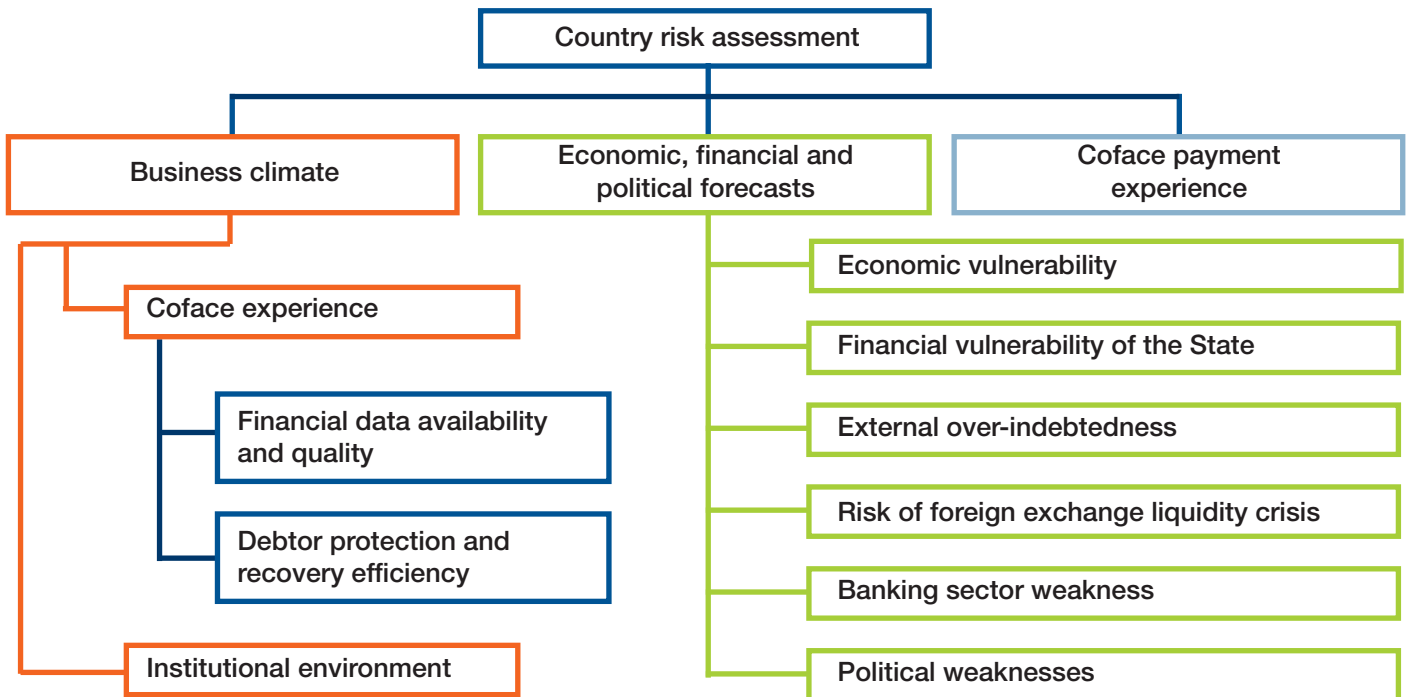 Country risk assessment
Business climate
Economic, financial and
political forecasts
Coface payment
experience
Coface experience
Financial data availability
and quality
Debtor protection and
recovery efficiency
Institutional environment
Economic vulnerability
Financial vulnerability of the State
External over-indebtedness
Risk of foreign exchange liquidity crisis
Banking sector weakness
Political weaknesses